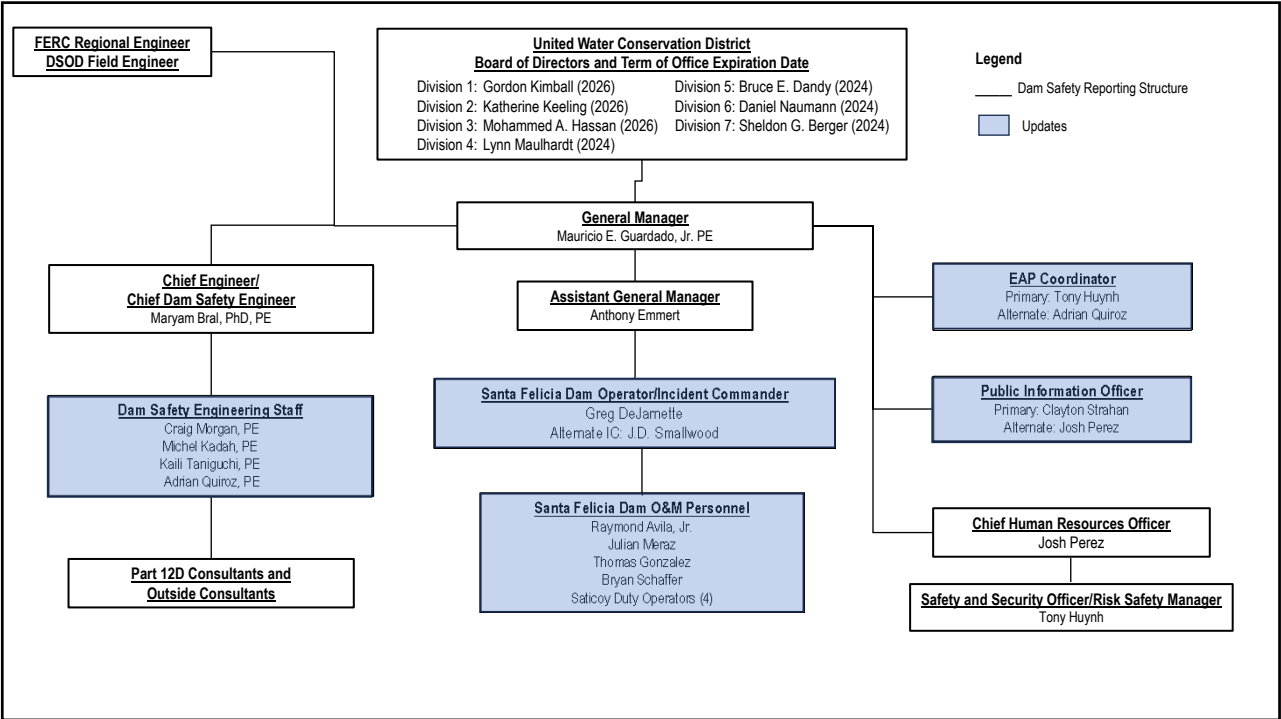 FERC Regional Engineer
DSOD Field Engineer
United Water Conservation District
Board of Directors and Term of Office Expiration Date
Division 1: Gordon Kimball (2026)
Division 2: Katherine Keeling (2026)
Division 3: Mohammed A. Hassan (2026)
Division 4: Lynn Maulhardt (2024)
Division 5: Bruce E. Dandy (2024)
Division 6: Daniel Naumann (2024)
Division 7: Sheldon G. Berger (2024)
Legend
Dam Safety Reporting Structure
Updates
General Manager
Mauricio E. Guardado, Jr. PE
Chief Engineer/
Chief Dam Safety Engineer
Maryam Bral, PhD, PE
Assistant General Manager
Anthony Emmert
EAP Coordinator
Primary: Tony Huynh
Alternate: Adrian Quiroz
Dam Safety Engineering Staff
Craig Morgan, PE
Michel Kadah, PE
Kaili Taniguchi, PE
Adrian Quiroz, PE
Santa Felicia Dam Operator/Incident Commander
Greg DeJarnette
Alternate IC: J.D. Smallwood
Public Information Officer
Primary: Clayton Strahan
Alternate: Josh Perez
Santa Felicia Dam O&M Personnel
Raymond Avila, Jr.
Julian Meraz
Thomas Gonzalez
Bryan Schaffer
Saticoy Duty Operators (4)
Part 12D Consultants and
Outside Consultants
Chief Human Resources Officer
Josh Perez
Safety and Security Officer/Risk Safety Manager
Tony Huynh